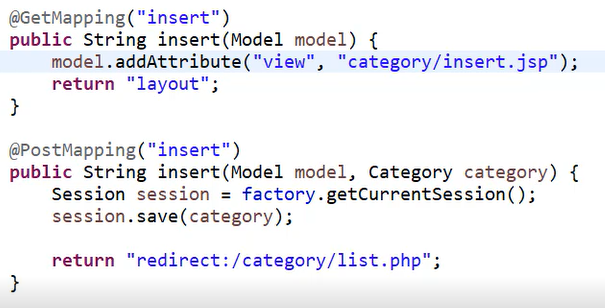 @GetMapping("insert")
public String insert(Model model) {
    model.addAttribute("view", "category/insert.jsp");
    return "layout";
}

@PostMapping("insert")
public String insert(Model model, Category category) {
    Session session = factory.getCurrentSession();
    session.save(category);

    return "redirect:/category/list.php";
}